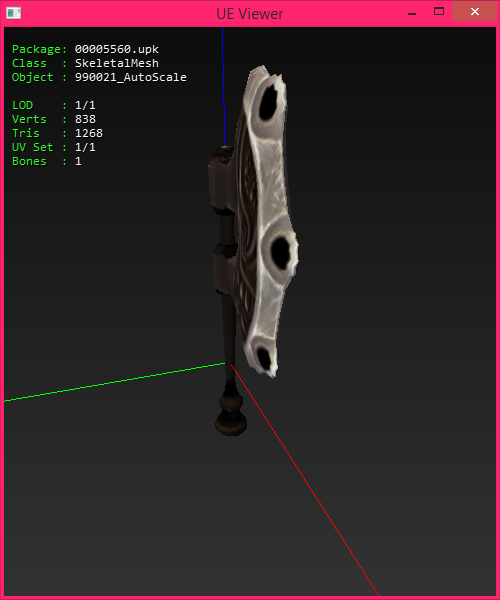 UE Viewer
Package: 00005560.upk
Class : SkeletalMesh
Object : 990021_AutoScale
LOD : 1/1
Verts : 838
Tris : 1268
UV Set : 1/1
Bones : 1